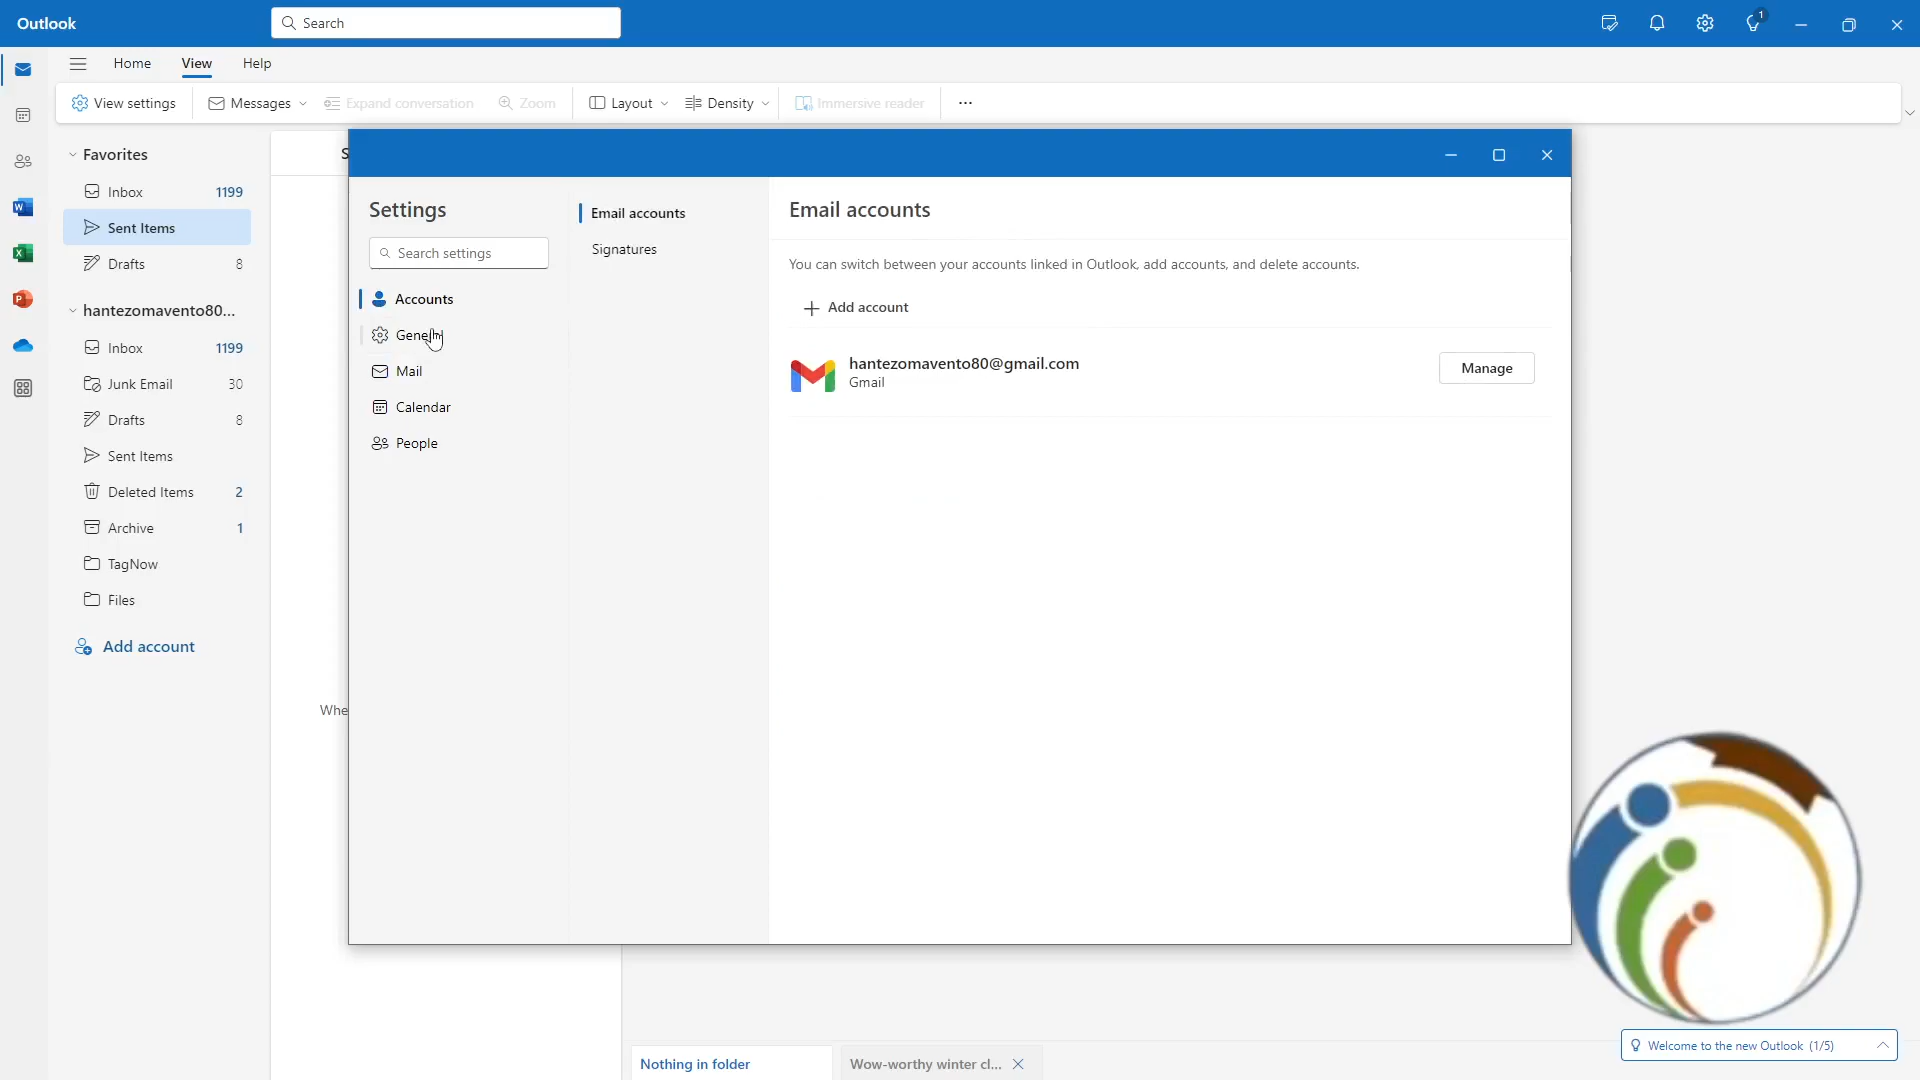 Outlook
Search
1
Home View Help
View settings Messages Expand conversation Zoom Layout Density Immersive reader ...
Favorites
Inbox 1199
Sent Items
Drafts 8
hantezomavento80...
Inbox 1199
Junk Email 30
Drafts 8
Sent Items
Deleted Items 2
Archive 1
TagNow
Files
Add account
S
Whe
Settings
Search settings
Accounts
General
Mail
Calendar
People
Email accounts
Signatures
Email accounts
You can switch between your accounts linked in Outlook, add accounts, and delete accounts.
Add account
hantezomavento80@gmail.com
Gmail
Manage
Nothing in folder
Wow-worthy winter cl...
Welcome to the new Outlook (1/5)